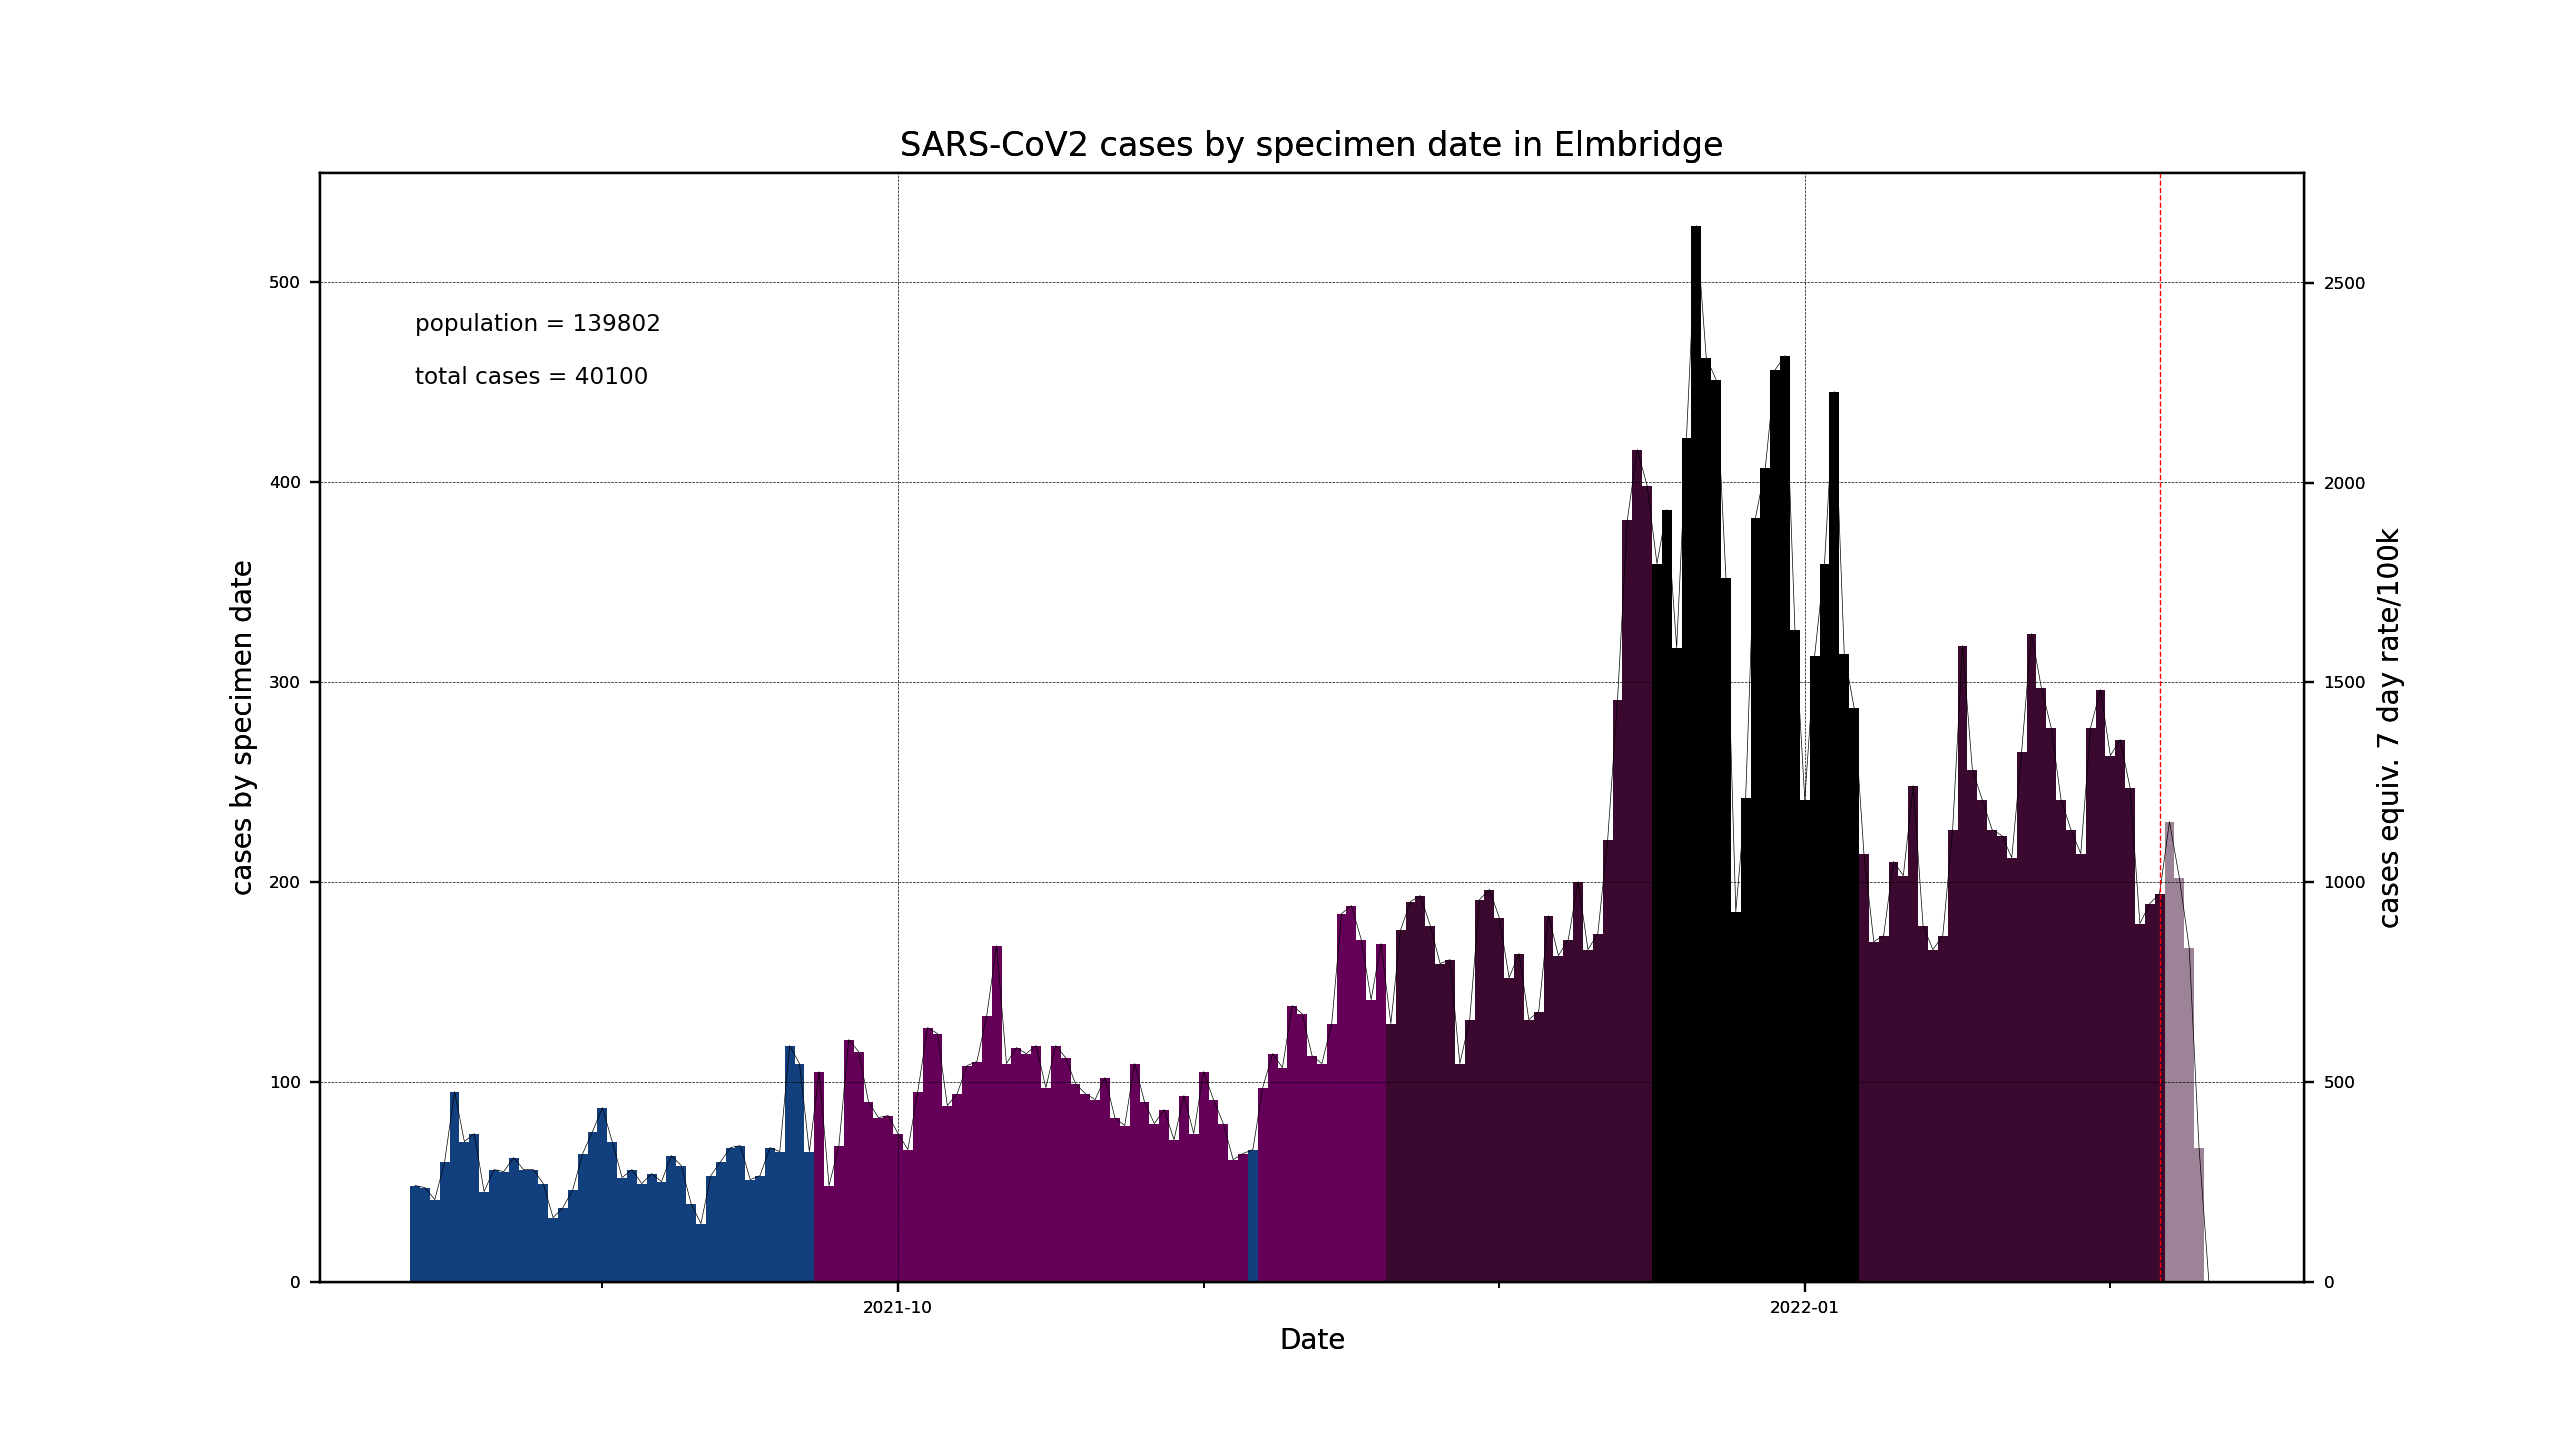 SARS-CoV2 cases by specimen date in Elmbridge
population = 139802
total cases = 40100
cases by specimen date
500
400
300
200
100
0
2500
2000
1500
1000
500
0
cases equiv. 7 day rate/100k
2021-10
2022-01
Date